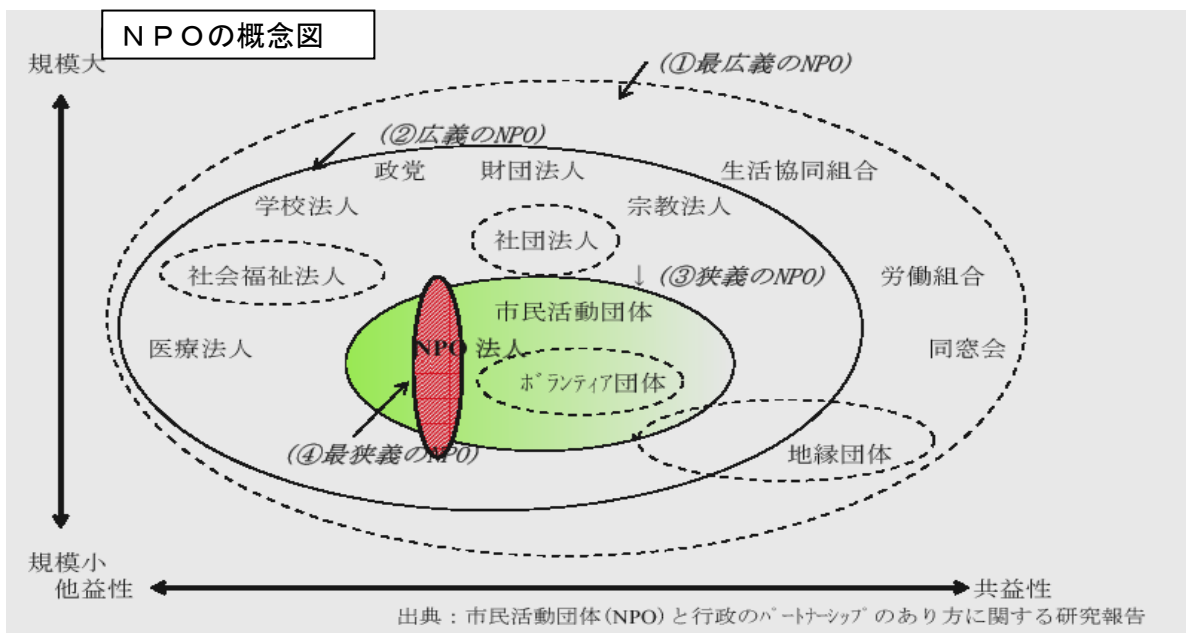 ＮＰＯの概念図
規模大
(①最広義のNPO)
(②広義のNPO)
政党
財団法人
生活協同組合
学校法人
宗教法人
社団法人
社会福祉法人
↓(③狭義のNPO)
労働組合
市民活動団体
医療法人
NPO 法人
同窓会
ﾎﾞﾗﾝﾃｨｱ団体
(④最狭義のNPO)
地縁団体
規模小
他益性
共益性
出典：市民活動団体(NPO)と行政のﾊﾟｰﾄﾅｰｼｯﾌﾟのあり方に関する研究報告